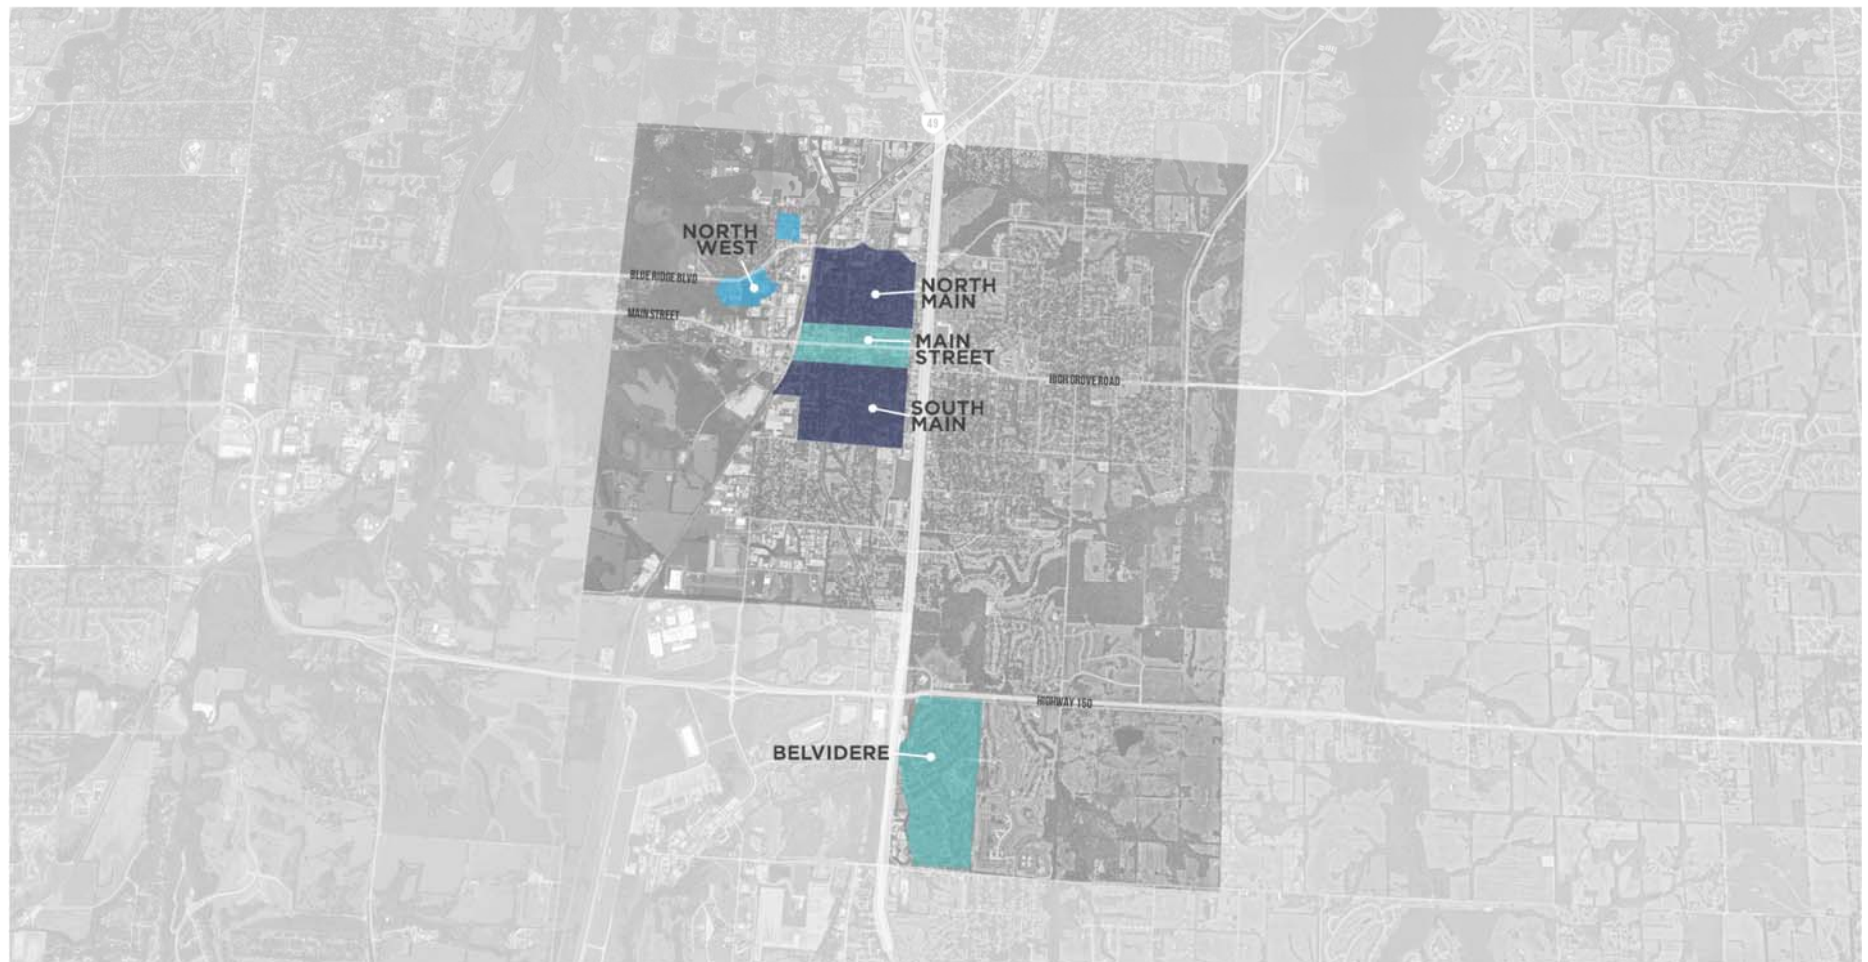 49
NORTH
WEST
BLUE RIDGE BLVD
NORTH
MAIN
MAIN STREET
MAIN
STREET
HIGH GROVE ROAD
SOUTH
MAIN
HIGHWAY 150
BELVIDERE